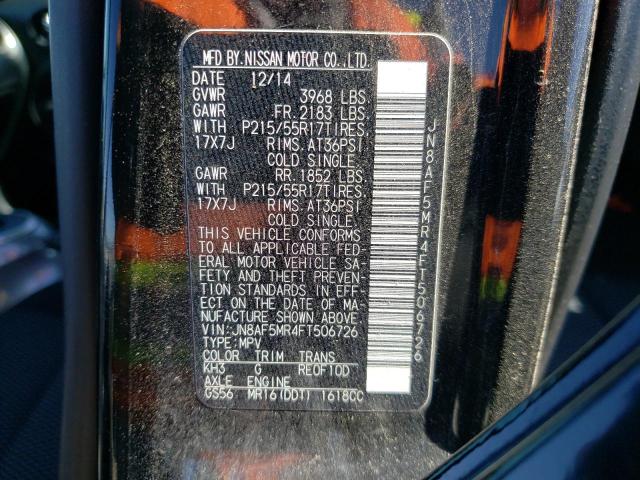 MFD BY.NISSAN MOTOR CO.,LTD.
DATE 12/14
GVWR 3968 LBS.
GAWR FR.2183 LBS.
WITH P215/55R17TIRES,
17X7J RIMS.AT36PSI
COLD SINGLE.
GAWR RR.1852 LBS
WITH P215/55R17TIRES
17X7J RIMS.AT36PSI
COLD SINGLE.
THIS VEHICLE CONFORMS
TO ALL APPLICABLE FED-
ERAL MOTOR VEHICLE SA-
FETY AND THEFT PREVEN-
TION STANDARDS IN EFF-
ECT ON THE DATE OF MA-
NUFACTURE SHOWN ABOVE.
VIN:JN8AF5MR4FT506726
TYPE:MPV
COLOR TRIM TRANS
KH3 G RE0F10D
AXLE ENGINE
GS56 MR16(DDT) 1618CC
JN8AF5MR4FT506726